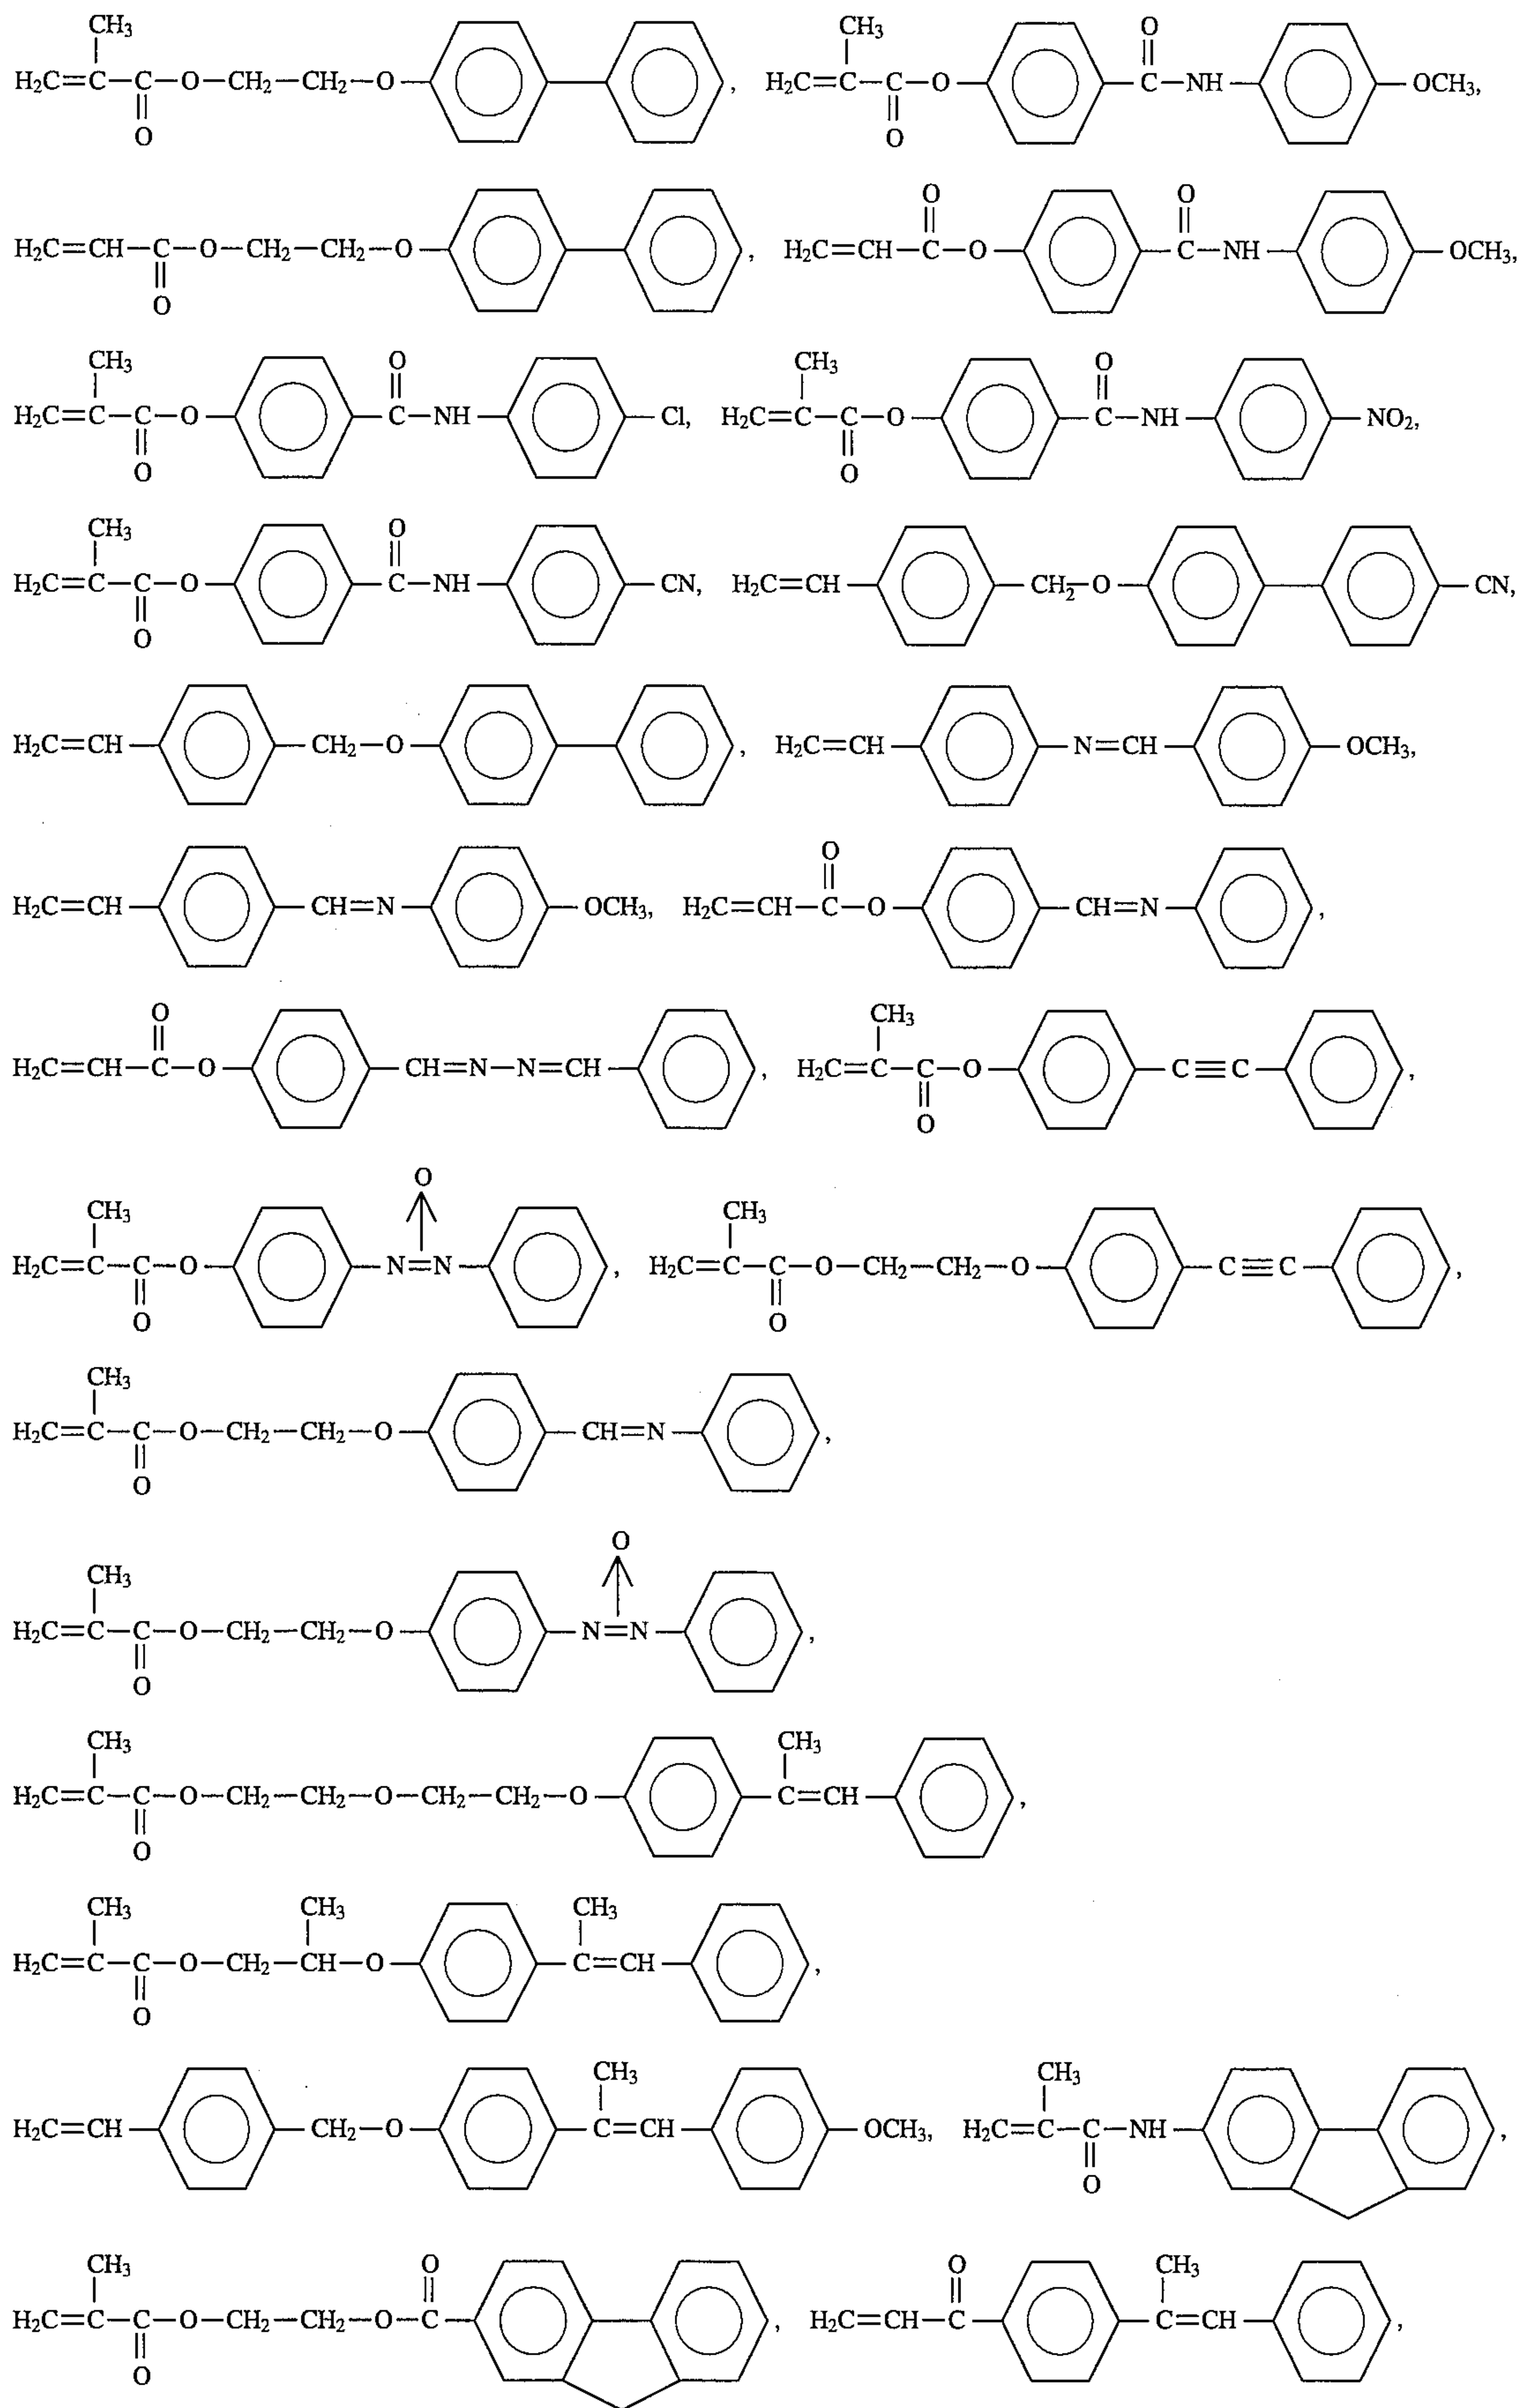 CH₃ CH₃ O
H₂C=C—C—O—CH₂—CH₂—O— , H₂C=C—C—O— —C—NH— —OCH₃,
O O
O O
H₂C=CH—C—O—CH₂—CH₂—O— , H₂C=CH—C—O— —C—NH— —OCH₃,
O
CH₃ O CH₃ O
H₂C=C—C—O— —C—NH— —Cl, H₂C=C—C—O— —C—NH— —NO₂,
O O
CH₃ O
H₂C=C—C—O— —C—NH— —CN, H₂C=CH— —CH₂—O— —CN,
O
H₂C=CH— —CH₂—O— , H₂C=CH— —N=CH— —OCH₃,
O
H₂C=CH— —CH=N— —OCH₃, H₂C=CH—C—O— —CH=N— ,
O CH₃
H₂C=CH—C—O— —CH=N—N=CH— , H₂C=C—C—O— —C≡C— ,
O
O
CH₃ CH₃
H₂C=C—C—O— —N=N— , H₂C=C—C—O—CH₂—CH₂—O— —C≡C— ,
O O
CH₃
H₂C=C—C—O—CH₂—CH₂—O— —CH=N— ,
O
O
CH₃
H₂C=C—C—O—CH₂—CH₂—O— —N=N— ,
O
CH₃ CH₃
H₂C=C—C—O—CH₂—CH₂—O—CH₂—CH₂—O— —C=CH— ,
O
CH₃ CH₃ CH₃
H₂C=C—C—O—CH₂—CH—O— —C=CH— ,
O
CH₃ CH₃
H₂C=CH— —CH₂—O— —C=CH— —OCH₃, H₂C=C—C—NH— ,
O
CH₃ O O CH₃
H₂C=C—C—O—CH₂—CH₂—O—C— , H₂C=CH—C— —C=CH— ,
O